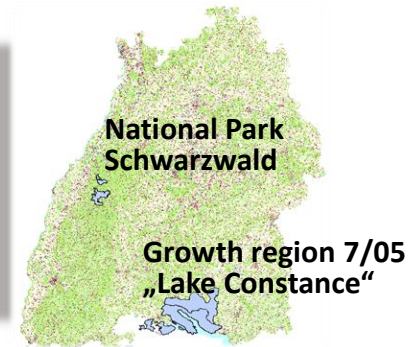 National Park
Schwarzwald
Growth region 7/05
„Lake Constance“